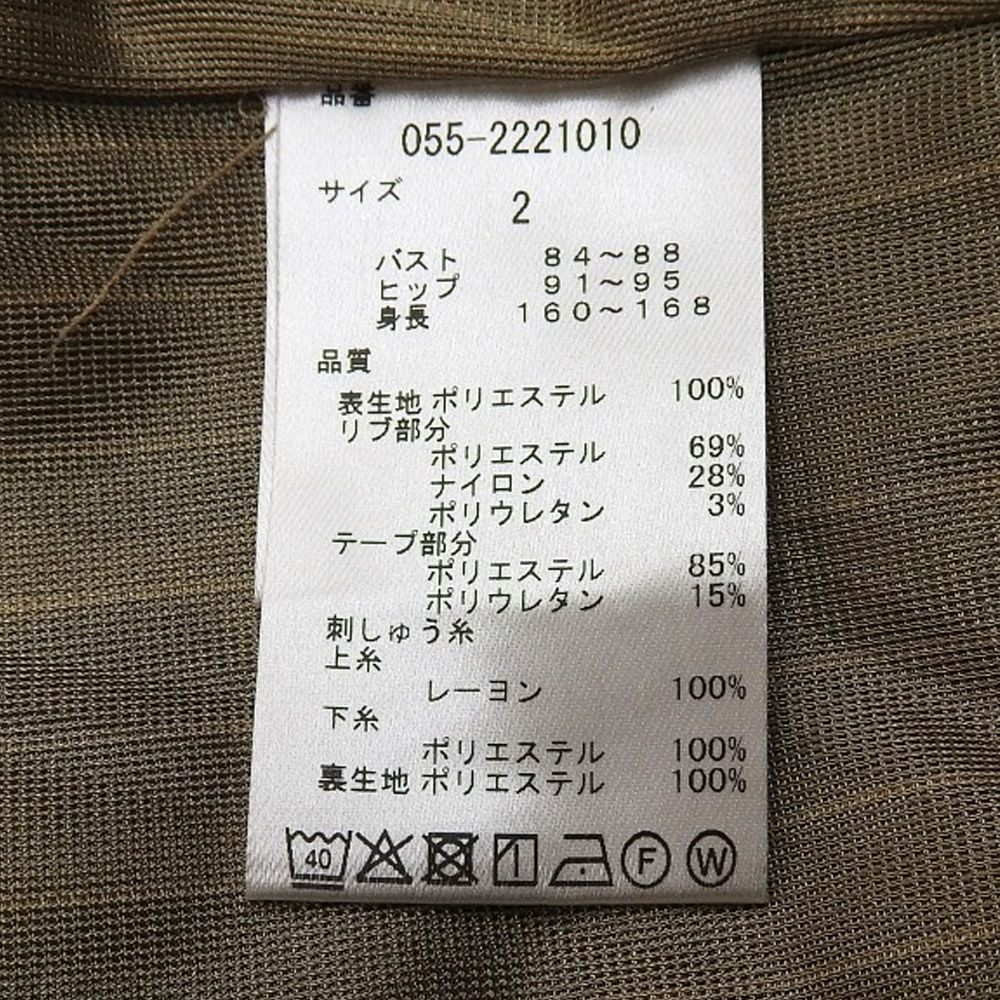 品番
055-2221010
サイズ
2
バスト 84～88
ヒップ 91～95
身長 160～168
品質
表生地 ポリエステル 100%
リブ部分
ポリエステル 69%
ナイロン 28%
ポリウレタン 3%
テープ部分
ポリエステル 85%
ポリウレタン 15%
刺しゅう糸
上糸
レーヨン 100%
下糸
ポリエステル 100%
裏生地 ポリエステル 100%
40 F W